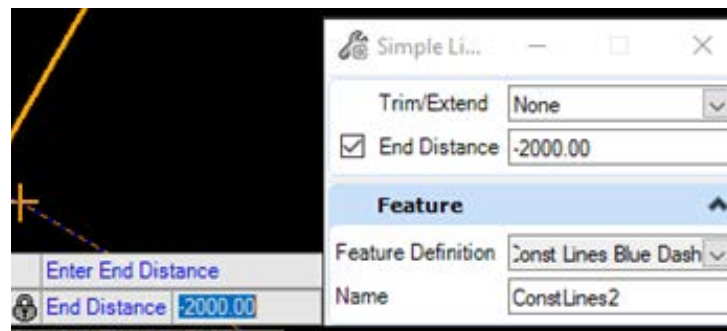 Simple Li...
Trim/Extend None
End Distance -2000.00
Feature
Feature Definition Const Lines Blue Dash
Name ConstLines2
Enter End Distance
End Distance -2000.00